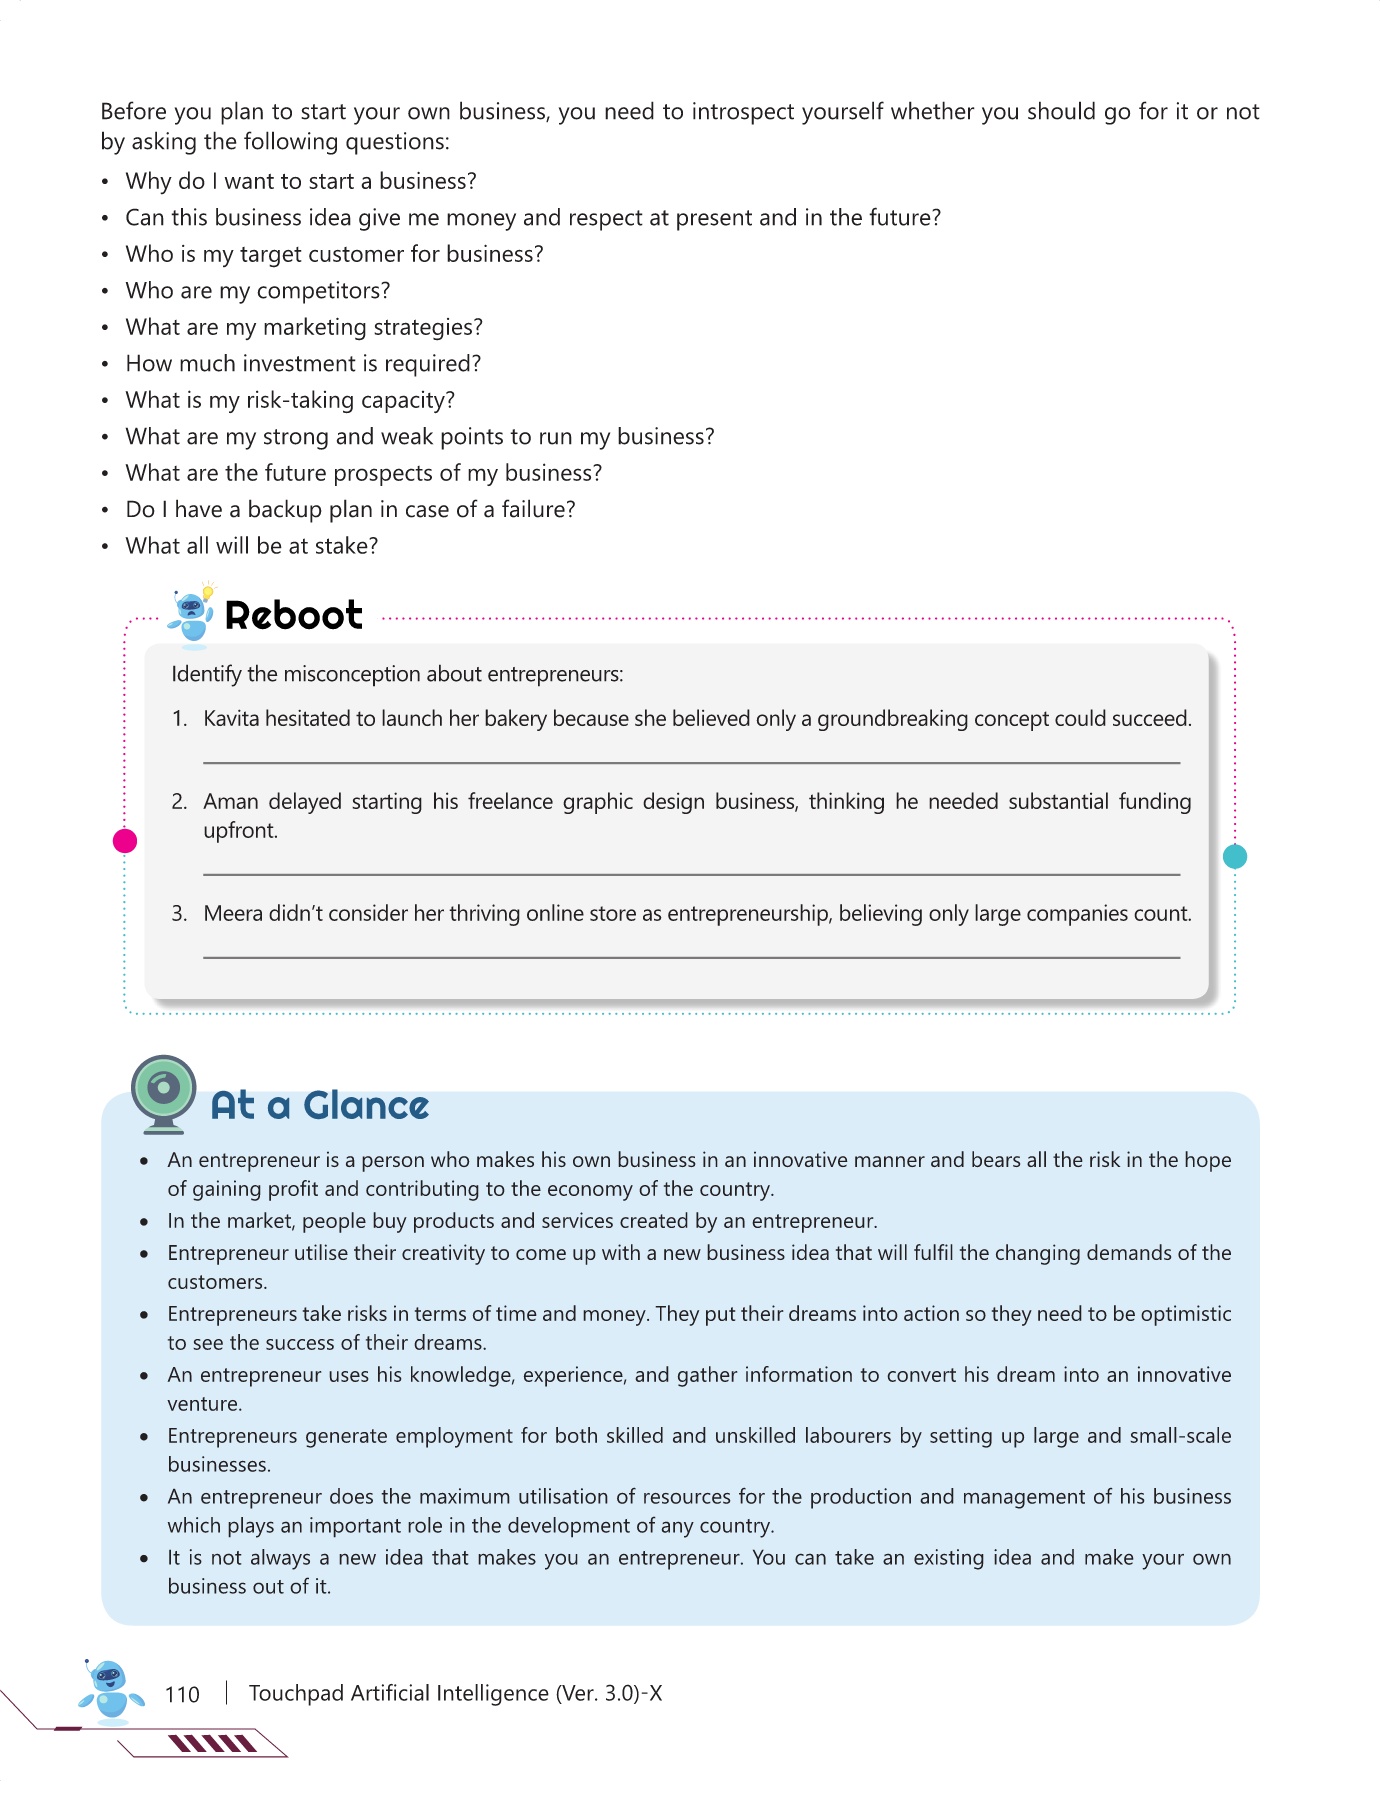 Before you plan to start your own business, you need to introspect yourself whether you should go for it or not
by asking the following questions:
• Why do I want to start a business?
• Can this business idea give me money and respect at present and in the future?
• Who is my target customer for business?
• Who are my competitors?
• What are my marketing strategies?
• How much investment is required?
• What is my risk-taking capacity?
• What are my strong and weak points to run my business?
• What are the future prospects of my business?
• Do I have a backup plan in case of a failure?
• What all will be at stake?
Reboot
Identify the misconception about entrepreneurs:
1. Kavita hesitated to launch her bakery because she believed only a groundbreaking concept could succeed.
2. Aman delayed starting his freelance graphic design business, thinking he needed substantial funding
upfront.
3. Meera didn't consider her thriving online store as entrepreneurship, believing only large companies count.
At a Glance
• An entrepreneur is a person who makes his own business in an innovative manner and bears all the risk in the hope
of gaining profit and contributing to the economy of the country.
• In the market, people buy products and services created by an entrepreneur.
• Entrepreneur utilise their creativity to come up with a new business idea that will fulfil the changing demands of the
customers.
• Entrepreneurs take risks in terms of time and money. They put their dreams into action so they need to be optimistic
to see the success of their dreams.
• An entrepreneur uses his knowledge, experience, and gather information to convert his dream into an innovative
venture.
• Entrepreneurs generate employment for both skilled and unskilled labourers by setting up large and small-scale
businesses.
• An entrepreneur does the maximum utilisation of resources for the production and management of his business
which plays an important role in the development of any country.
• It is not always a new idea that makes you an entrepreneur. You can take an existing idea and make your own
business out of it.
110 | Touchpad Artificial Intelligence (Ver. 3.0)-X